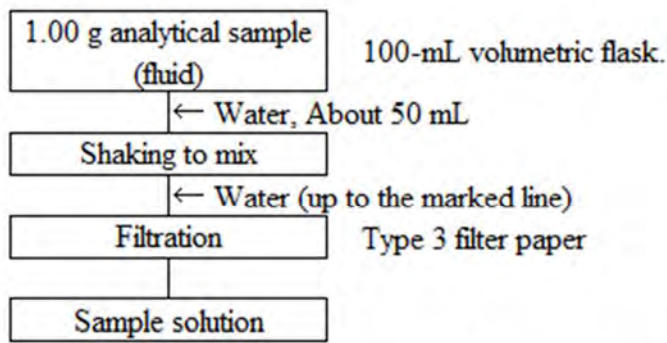 1.00 g analytical sample
(fluid)
100-mL volumetric flask.
← Water, About 50 mL
Shaking to mix
← Water (up to the marked line)
Filtration
Type 3 filter paper
Sample solution